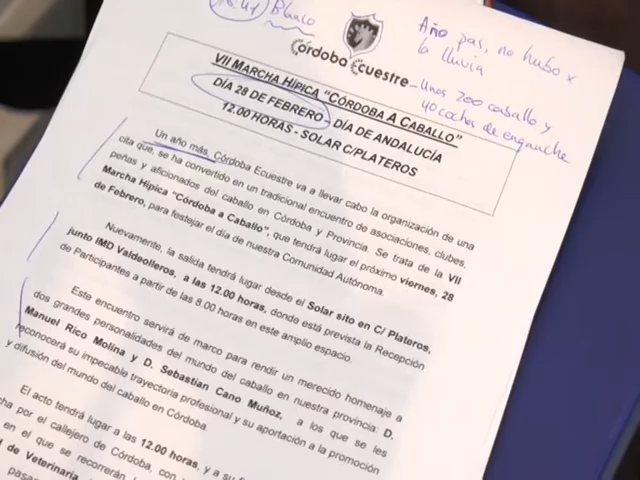 Blanco
Córdoba Ecuestre
Año pas, no hubo x
la lluvia
- Unos 200 caballo y
40 coches de enganche
VII MARCHA HÍPICA "CÓRDOBA A CABALLO"
DÍA 28 DE FEBRERO - DÍA DE ANDALUCÍA
12.00 HORAS - SOLAR C/PLATEROS
Un año más, Córdoba Ecuestre va a llevar cabo la organización de una
cita que, se ha convertido en un tradicional encuentro de asociaciones, clubes,
peñas y aficionados del caballo en Córdoba y Provincia. Se trata de la VII
Marcha Hípica "Córdoba a Caballo", que tendrá lugar el próximo viernes, 28
de Febrero, para festejar el día de nuestra Comunidad Autónoma.
Nuevamente, la salida tendrá lugar desde el Solar sito en C/ Plateros,
junto IMD Valdeolleros, a las 12.00 horas, donde está prevista la Recepción
de Participantes a partir de las 8.00 horas en este amplio espacio.
Este encuentro servirá de marco para rendir un merecido homenaje a
dos grandes personalidades del mundo del caballo en nuestra provincia: D.
Manuel Rico Molina y D. Sebastian Cano Muñoz, a los que se les
reconocerá su impecable trayectoria profesional y su aportación a la promoción
y difusión del mundo del caballo en Córdoba.
El acto tendrá lugar a las 12.00 horas, y a su
por el callejero de Córdoba, con
en el que se recorrerán
de Veterinaria